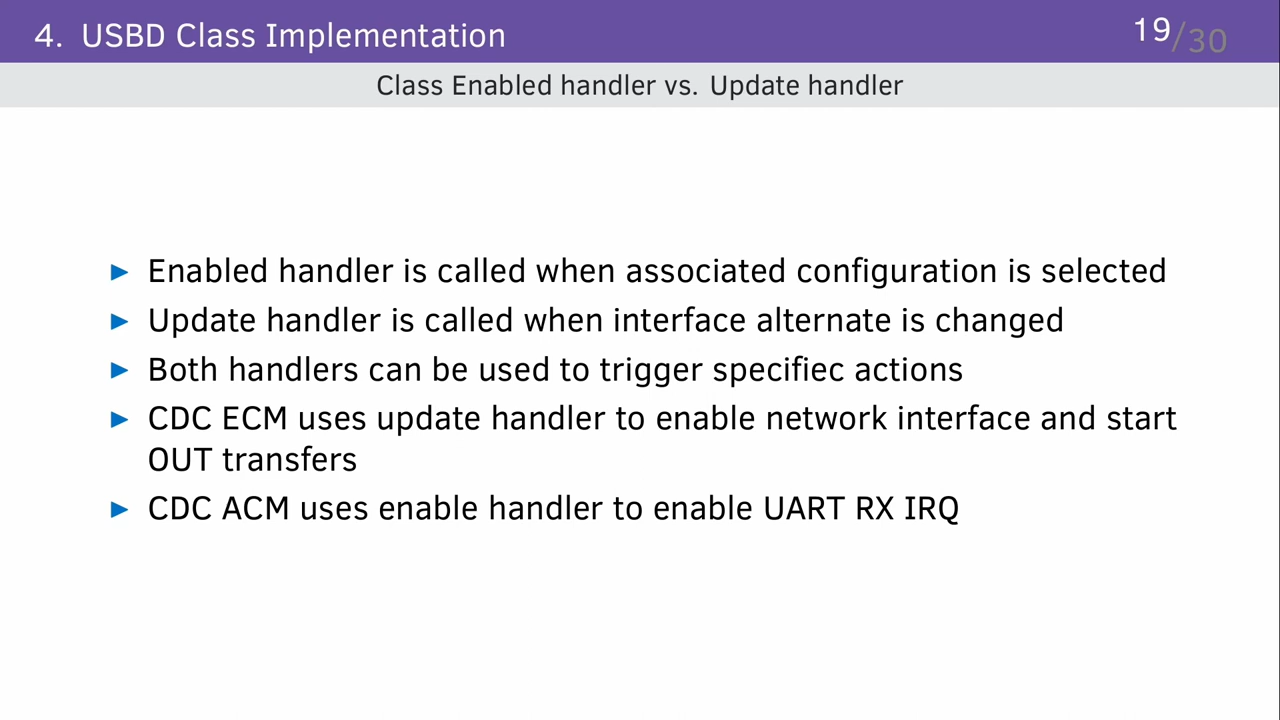 4. USBD Class Implementation
19/30
Class Enabled handler vs. Update handler
► Enabled handler is called when associated configuration is selected
► Update handler is called when interface alternate is changed
► Both handlers can be used to trigger specifiec actions
► CDC ECM uses update handler to enable network interface and start
OUT transfers
► CDC ACM uses enable handler to enable UART RX IRQ